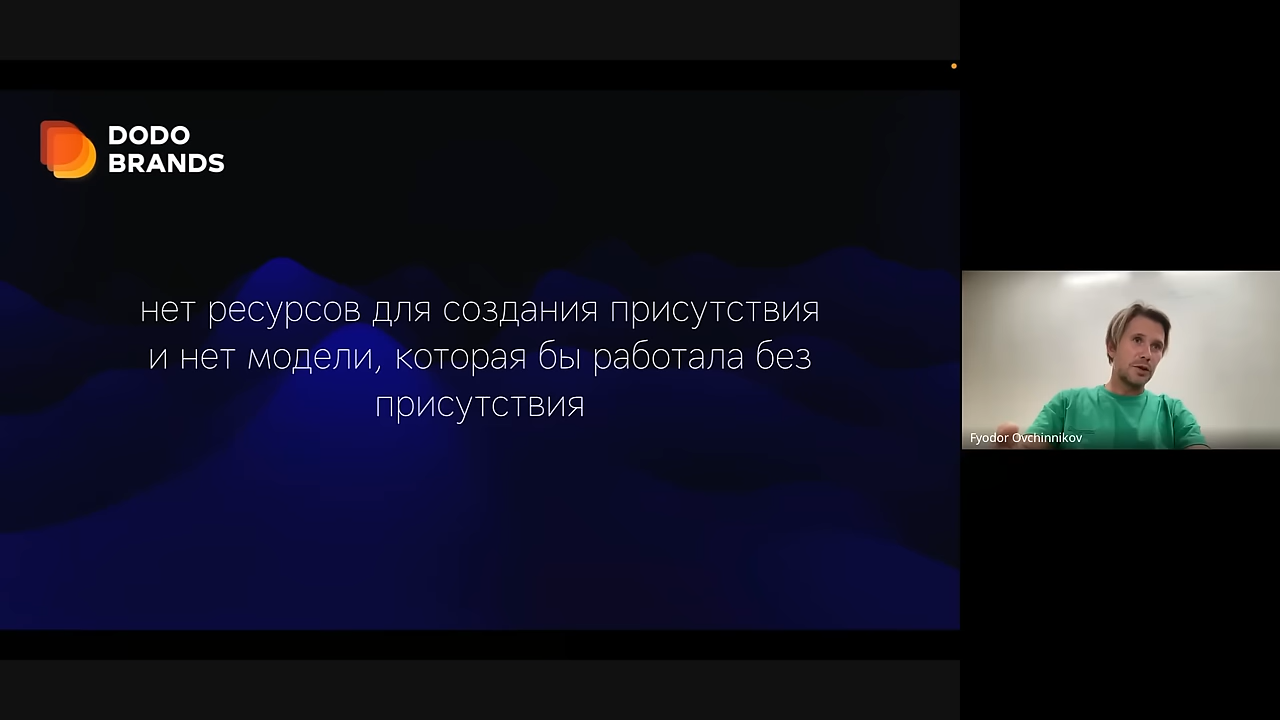 DODO
BRANDS
нет ресурсов для создания присутствия
и нет модели, которая бы работала без
присутствия
Fyodor Ovchinnikov